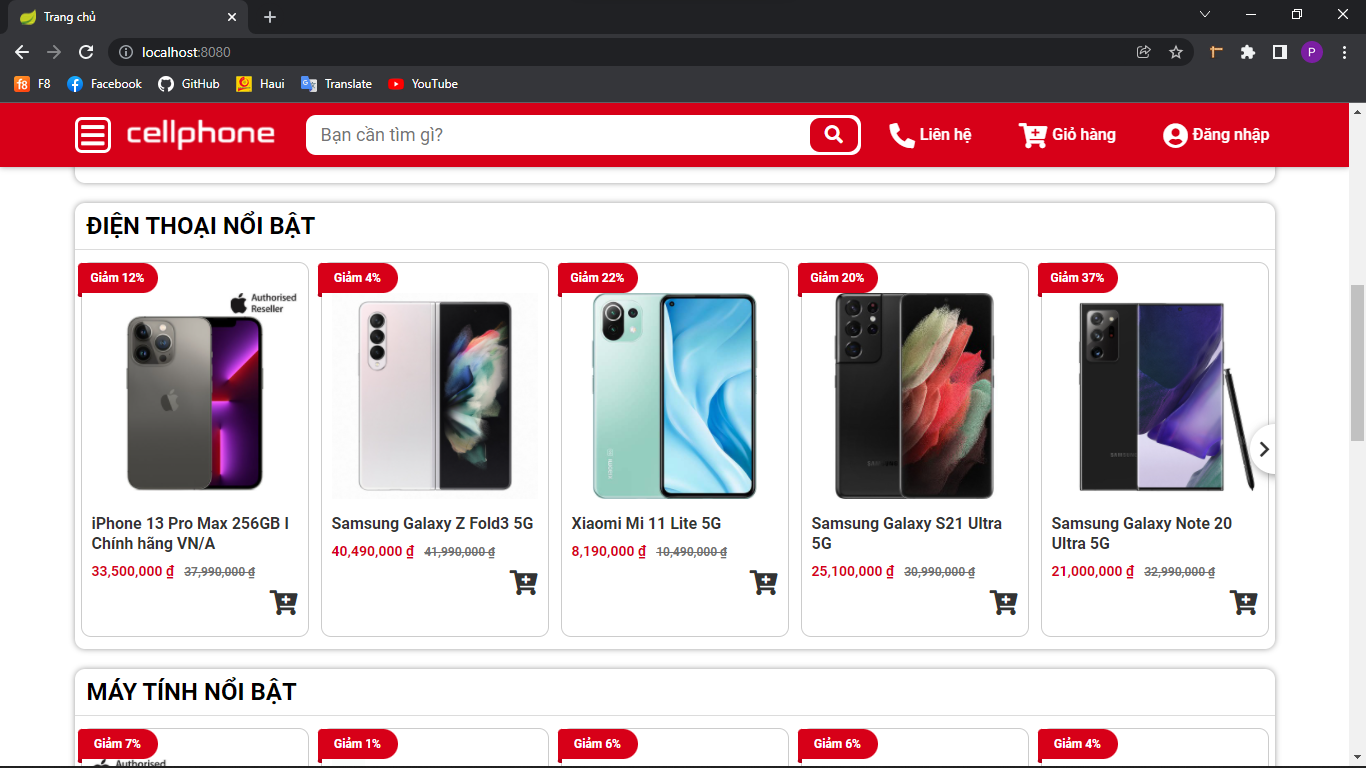 Trang chủ
localhost:8080
F8 Facebook GitHub Haui Translate YouTube
P
cellphone
Bạn cần tìm gì?
Liên hệ
Giỏ hàng
Đăng nhập
ĐIỆN THOẠI NỔI BẬT
Giảm 12%
Authorised
Reseller
iPhone 13 Pro Max 256GB I
Chính hãng VN/A
33,500,000 ₫ 37,990,000 ₫
Giảm 4%
Samsung Galaxy Z Fold3 5G
40,490,000 ₫ 41,990,000 ₫
Giảm 22%
xiaomi
Xiaomi Mi 11 Lite 5G
8,190,000 ₫ 10,490,000 ₫
Giảm 20%
SAMSUNG
Samsung Galaxy S21 Ultra
5G
25,100,000 ₫ 30,990,000 ₫
Giảm 37%
SAMSUNG
Samsung Galaxy Note 20
Ultra 5G
21,000,000 ₫ 32,990,000 ₫
MÁY TÍNH NỔI BẬT
Giảm 7%
Authorised
Giảm 1%
Giảm 6%
Giảm 6%
Giảm 4%